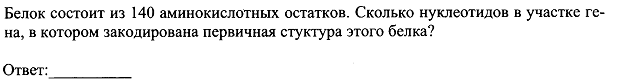 Белок состоит из 140 аминокислотных остатков. Сколько нуклеотидов в участке ге-
на, в котором закодирована первичная стуктура этого белка?
Ответ:__________